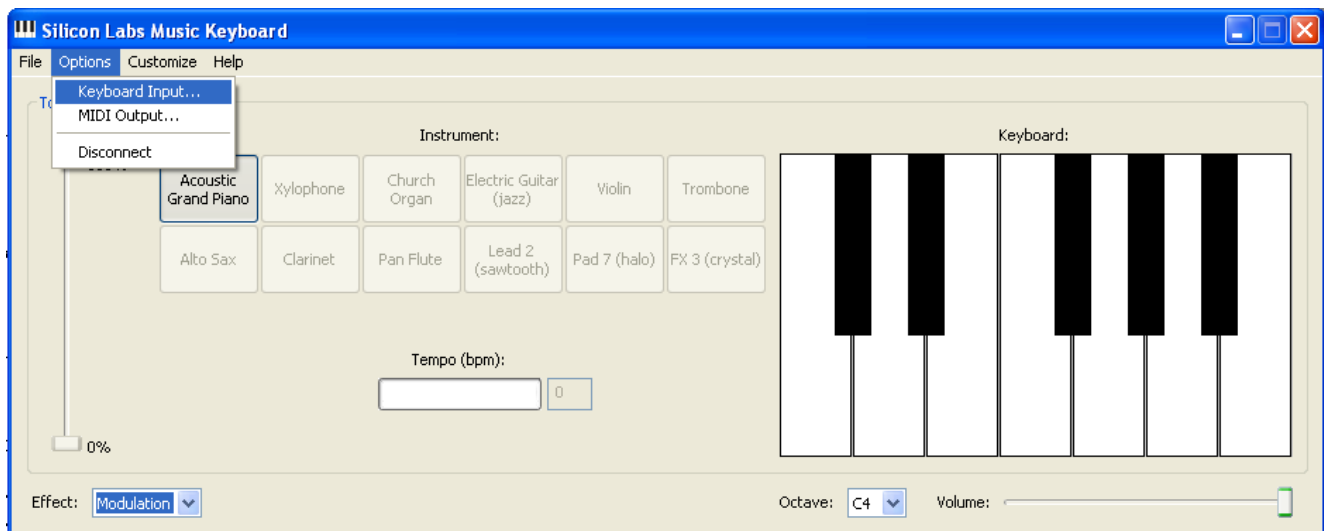 Silicon Labs Music Keyboard
File Options Customize Help
Keyboard Input...
MIDI Output...
Disconnect
Instrument:
Keyboard:
Acoustic
Grand Piano
Xylophone
Church
Organ
Electric Guitar
(jazz)
Violin
Trombone
Alto Sax
Clarinet
Pan Flute
Lead 2
(sawtooth)
Pad 7 (halo)
FX 3 (crystal)
Tempo (bpm):
0
0%
Effect: Modulation
Octave: C4
Volume: